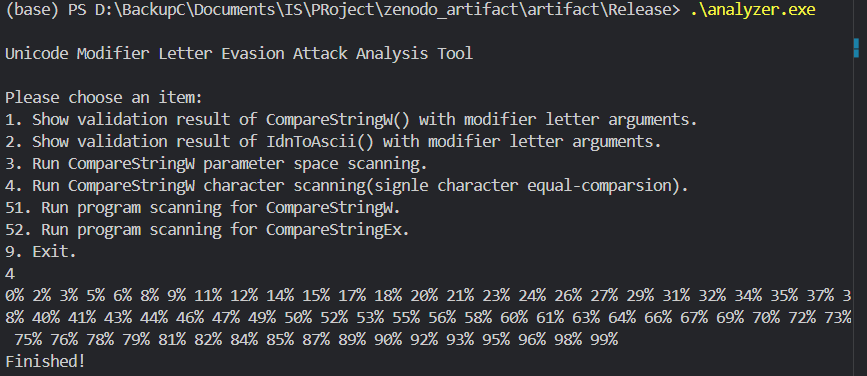 (base) PS D:\BackupC\Documents\IS\PRoject\zenodo_artifact\artifact\Release> .\analyzer.exe
Unicode Modifier Letter Evasion Attack Analysis Tool
Please choose an item:
1. Show validation result of CompareStringW() with modifier letter arguments.
2. Show validation result of IdnToAscii() with modifier letter arguments.
3. Run CompareStringW parameter space scanning.
4. Run CompareStringW character scanning(signle character equal-comparsion).
51. Run program scanning for CompareStringW.
52. Run program scanning for CompareStringEx.
9. Exit.
4
0% 2% 3% 5% 6% 8% 9% 11% 12% 14% 15% 17% 18% 20% 21% 23% 24% 26% 27% 29% 31% 32% 34% 35% 37% 3
8% 40% 41% 43% 44% 46% 47% 49% 50% 52% 53% 55% 56% 58% 60% 61% 63% 64% 66% 67% 69% 70% 72% 73%
75% 76% 78% 79% 81% 82% 84% 85% 87% 89% 90% 92% 93% 95% 96% 98% 99%
Finished!